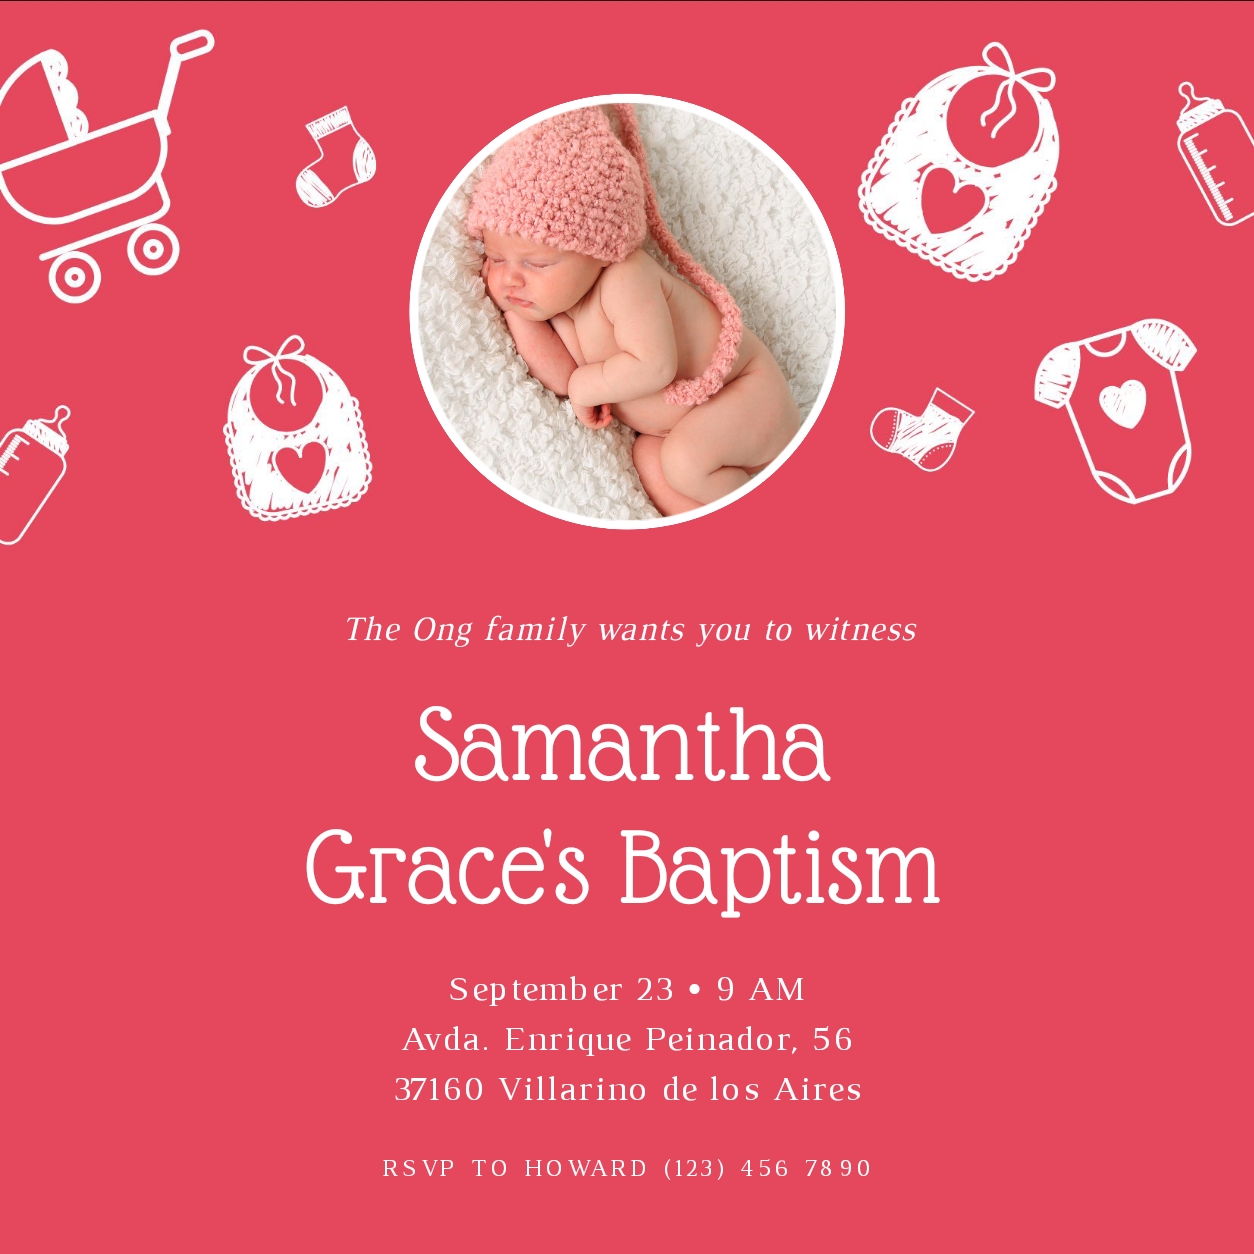 The Ong family wants you to witness
Samantha
Grace's Baptism
September 23 • 9 AM
Avda. Enrique Peinador, 56
37160 Villarino de los Aires
RSVP TO HOWARD (123) 456 7890